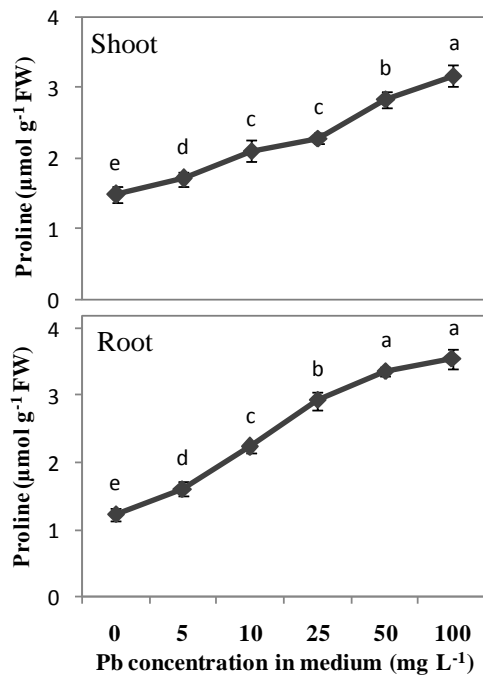 Shoot
Proline (μmol g-1 FW)
4
3
2
1
0
e
d
c
c
b
a
Root
Proline (μmol g-1 FW)
4
3
2
1
0
e
d
c
b
a
a
0 5 10 25 50 100
Pb concentration in medium (mg L-1)